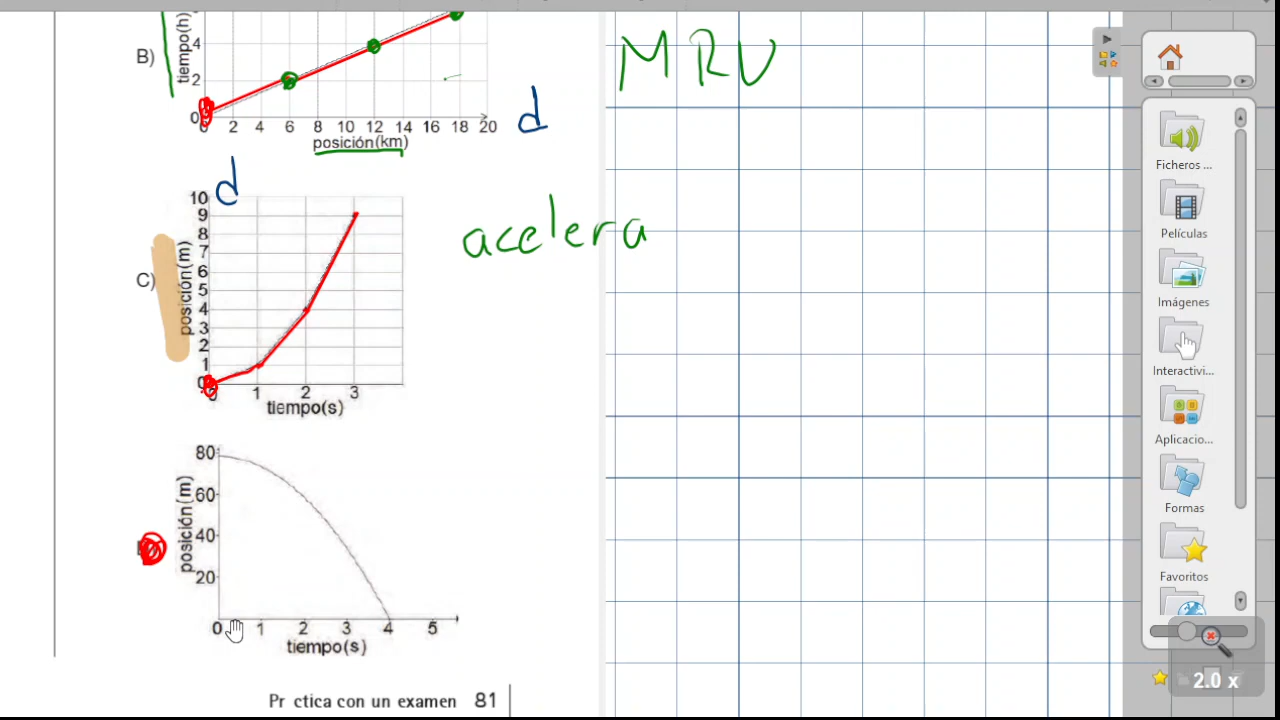 B)
tiempo(h)
4
2
0
0 2 4 6 8 10 12 14 16 18 20
posición(km)
d
MRU
d
C)
posición(m)
10
9
8
7
6
5
4
3
2
1
0
0 1 2 3
tiempo(s)
acelera
posición(m)
80
60
40
20
0 1 2 3 4 5
tiempo(s)
Pr ctica con un examen 81
Ficheros ...
Películas
Imágenes
Interactivi...
Aplicacio...
Formas
Favoritos
2.0 x